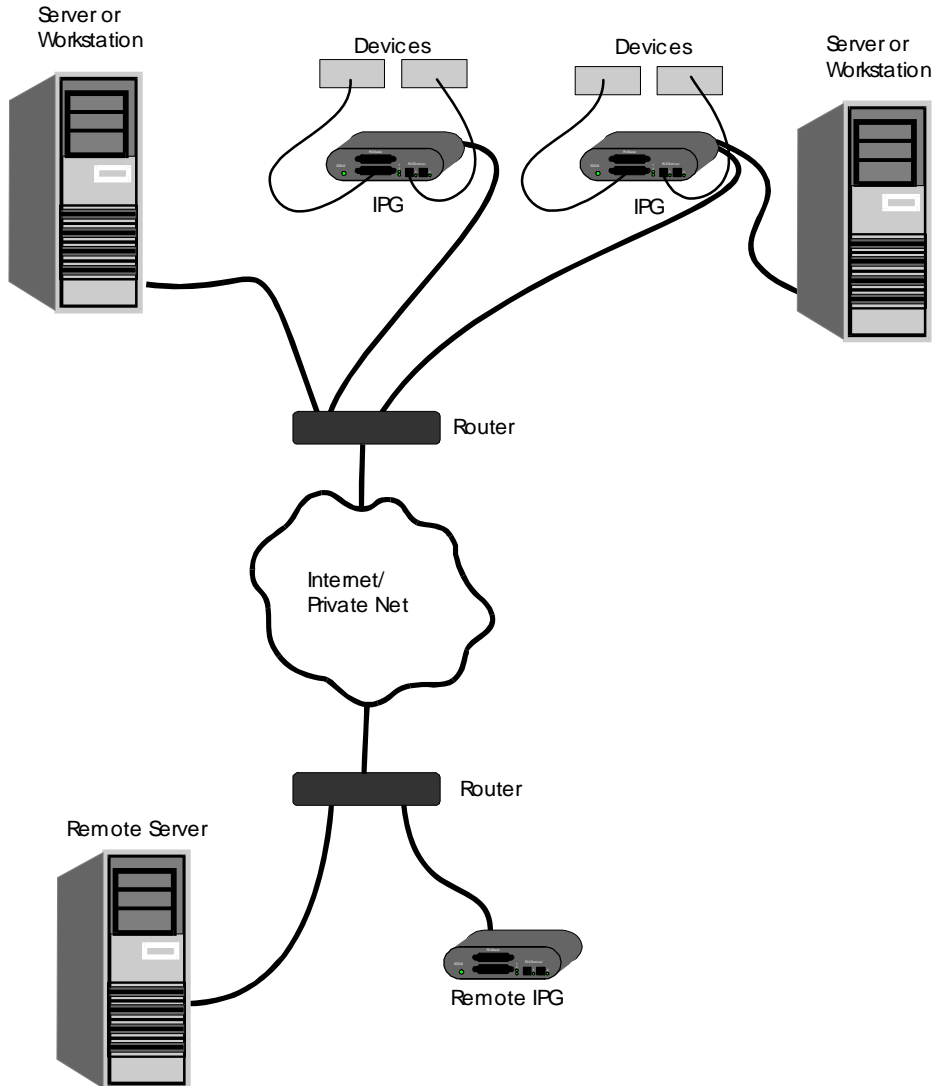 Server or
Workstation
Devices
Devices
Server or
Workstation
IPG
IPG
Router
Internet/
Private Net
Router
Remote Server
Remote IPG